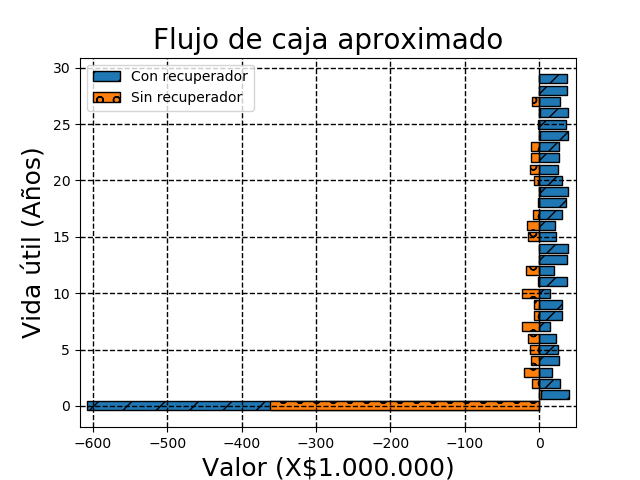 Flujo de caja aproximado
Con recuperador
Sin recuperador
Vida útil (Años)
30
25
20
15
10
5
0
−600 −500 −400 −300 −200 −100 0
Valor (X$1.000.000)